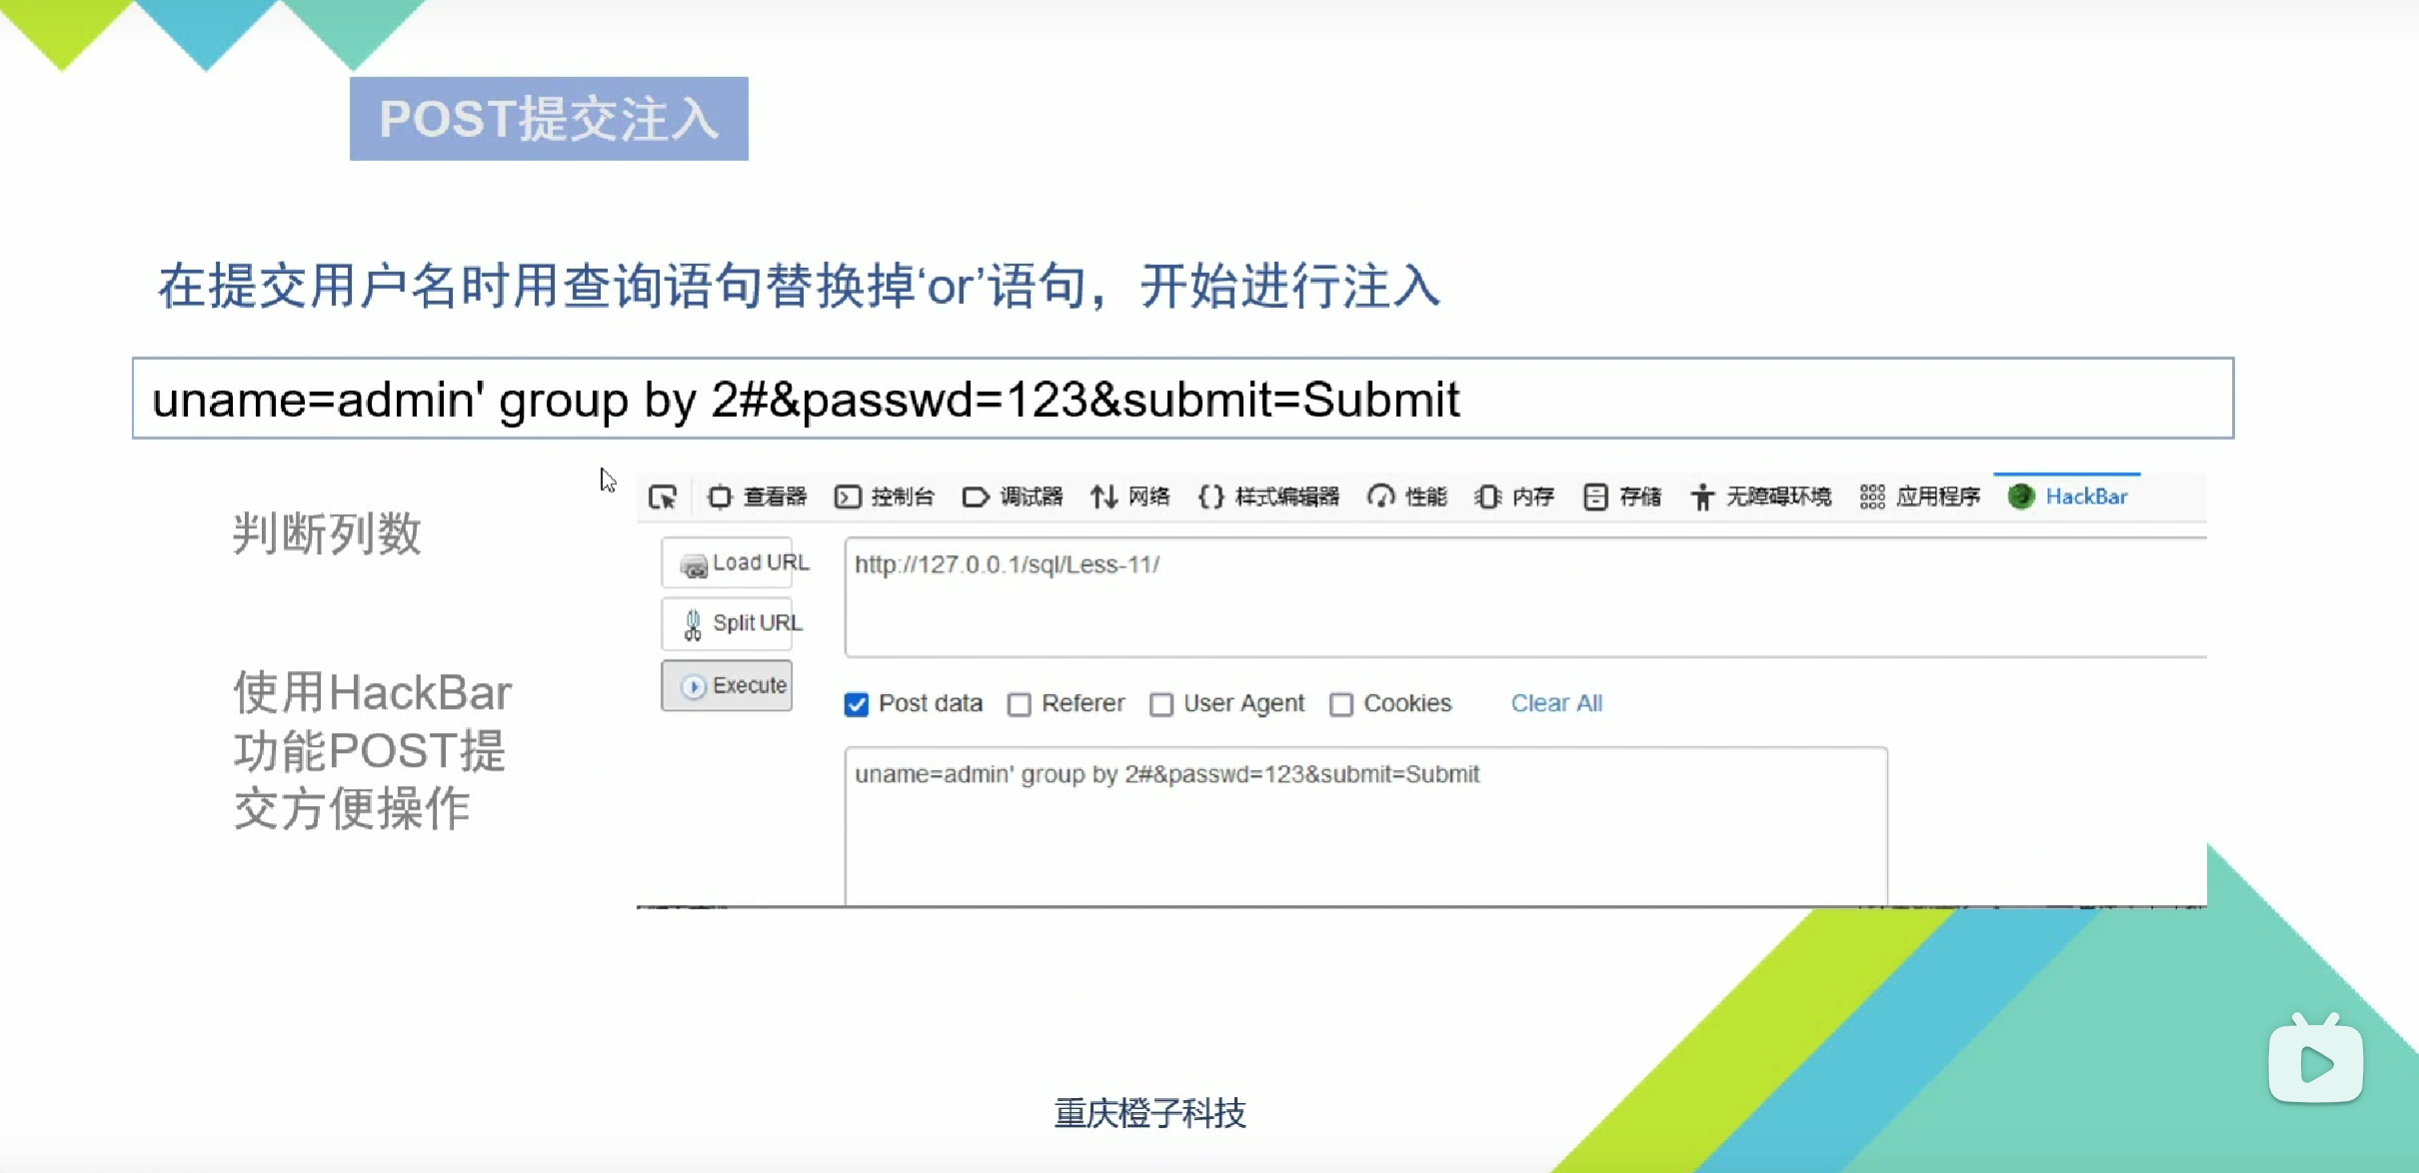 POST提交注入
在提交用户名时用查询语句替换掉‘or’语句，开始进行注入
uname=admin' group by 2#&passwd=123&submit=Submit
判断列数
使用HackBar
功能POST提
交方便操作
查看器 控制台 调试器 网络 {} 样式编辑器 性能 内存 存储 无障碍环境 应用程序 HackBar
Load URL
http://127.0.0.1/sql/Less-11/
Split URL
Execute
Post data Referer User Agent Cookies Clear All
uname=admin' group by 2#&passwd=123&submit=Submit
重庆橙子科技